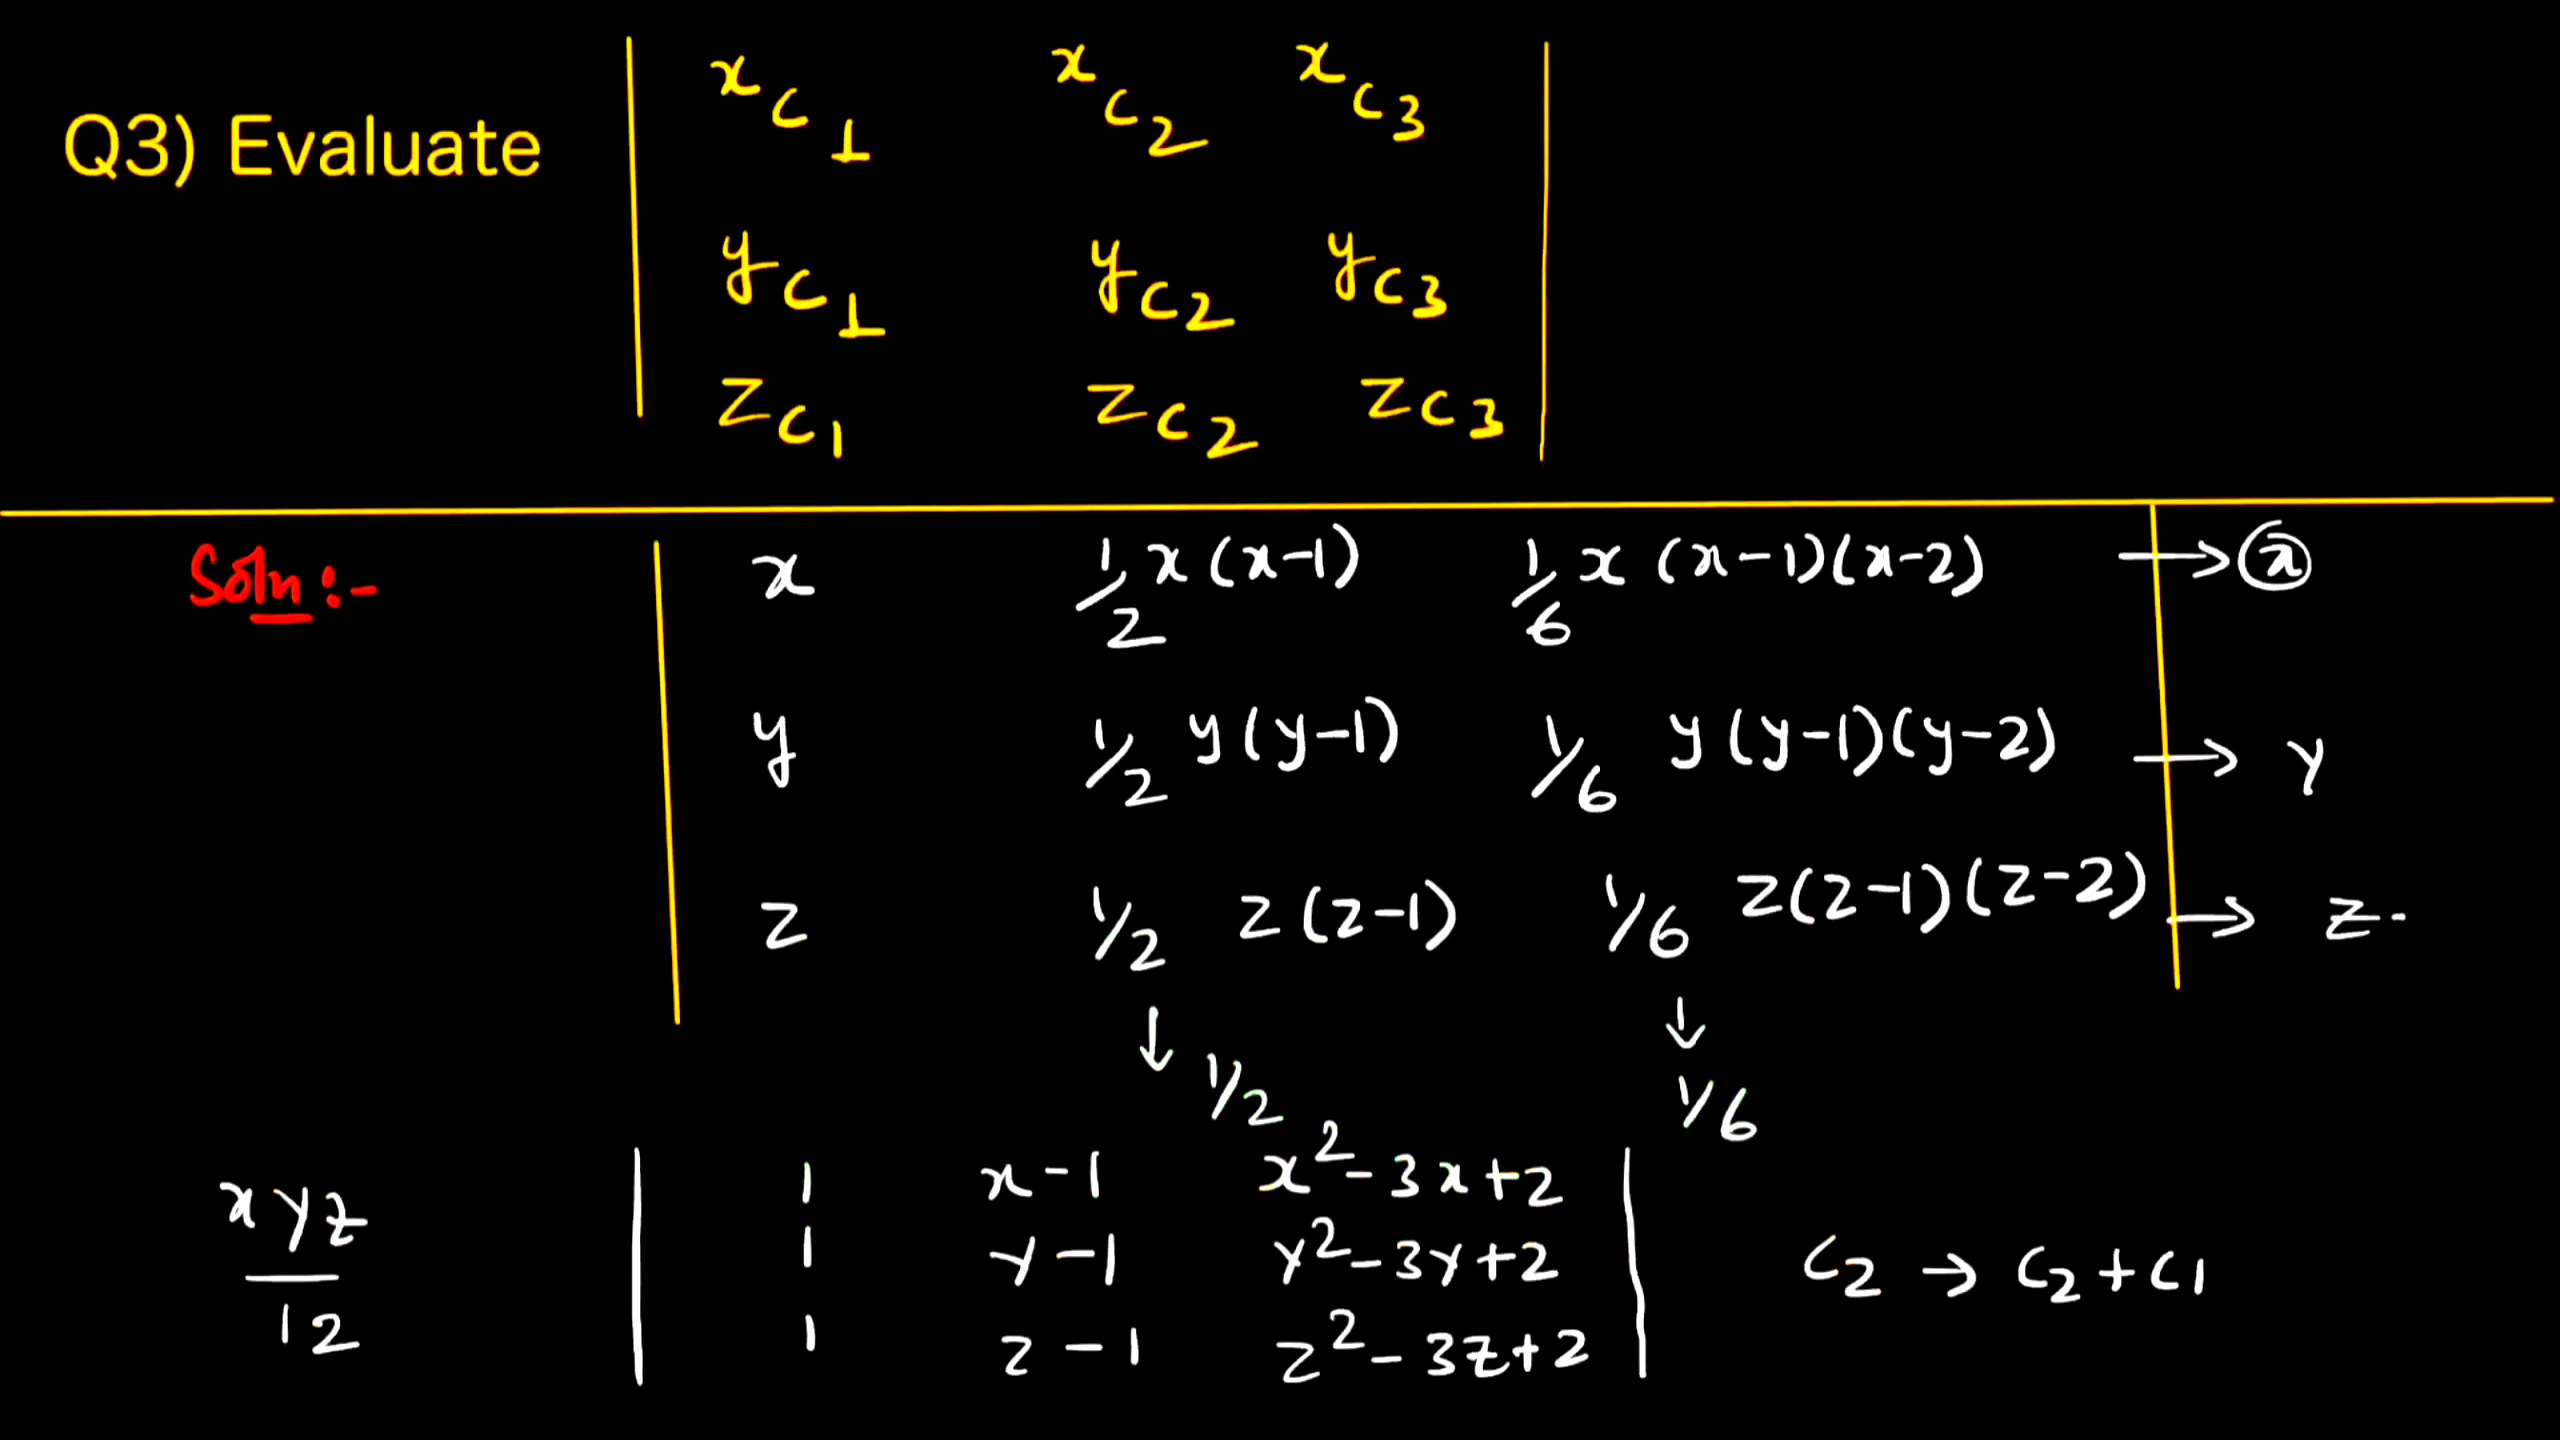 Q3) Evaluate
| xC1 xC2 xC3 |
| yC1 yC2 yC3 |
| zC1 zC2 zC3 |
Soln :-
| x 1/2 x(x-1) 1/6 x(x-1)(x-2) | → x
| y 1/2 y(y-1) 1/6 y(y-1)(y-2) | → y
| z 1/2 z(z-1) 1/6 z(z-1)(z-2) | → z.
↓ 1/2 ↓ 1/6
xyz/12
| 1 x-1 x²-3x+2 |
| 1 y-1 y²-3y+2 |
| 1 z-1 z²-3z+2 |
C2 → C2+C1